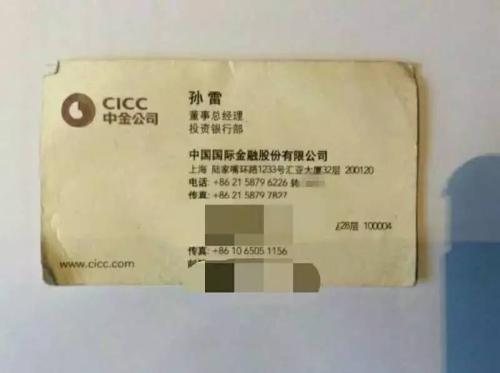 CICC
中金公司
孙 雷
董事总经理
投资银行部
中国国际金融股份有限公司
上海 陆家嘴环路1233号汇亚大厦32层 200120
电话: +86 21 5879 6226 转
传真: +86 21 5879 7827
28层 100004
传真: +86 10 6505 1156
www.cicc.com